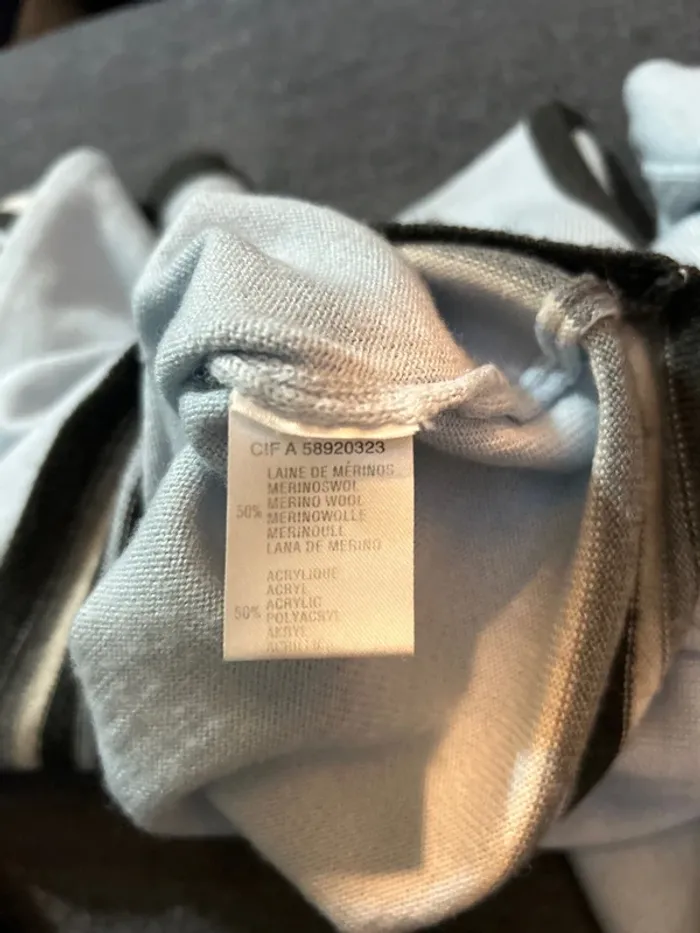 CIF A 58920323
LAINE DE MÉRINOS
MERINOSWOL
50% MERINO WOOL
MERINOWOLLE
MERINOULL
LANA DE MERINO
ACRYLIQUE
ACRYL
ACRYLIC
50% POLYACRYL
AKRYL